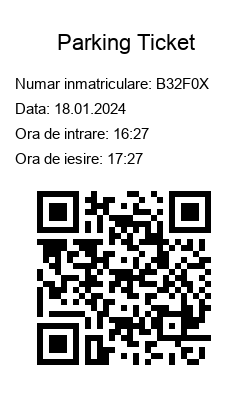 Parking Ticket
Numar inmatriculare: B32F0X
Data: 18.01.2024
Ora de intrare: 16:27
Ora de iesire: 17:27
B32F0X_18012024_1627_1727